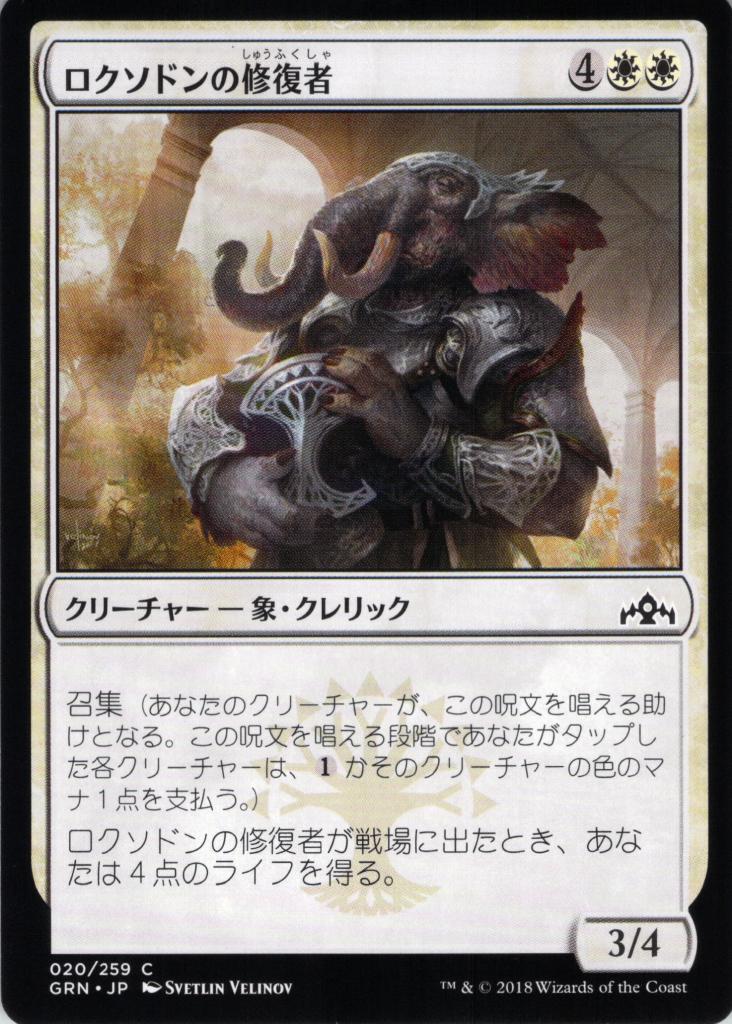 しゅうふくしゃ
ロクソドンの修復者 4
VELINOV
クリーチャー — 象・クレリック
召集（あなたのクリーチャーが、この呪文を唱える助
けとなる。この呪文を唱える段階であなたがタップし
た各クリーチャーは、1 かそのクリーチャーの色のマ
ナ１点を支払う。）
ロクソドンの修復者が戦場に出たとき、あな
たは４点のライフを得る。
3/4
020/259 C
GRN • JP SVETLIN VELINOV
™ & © 2018 Wizards of the Coast